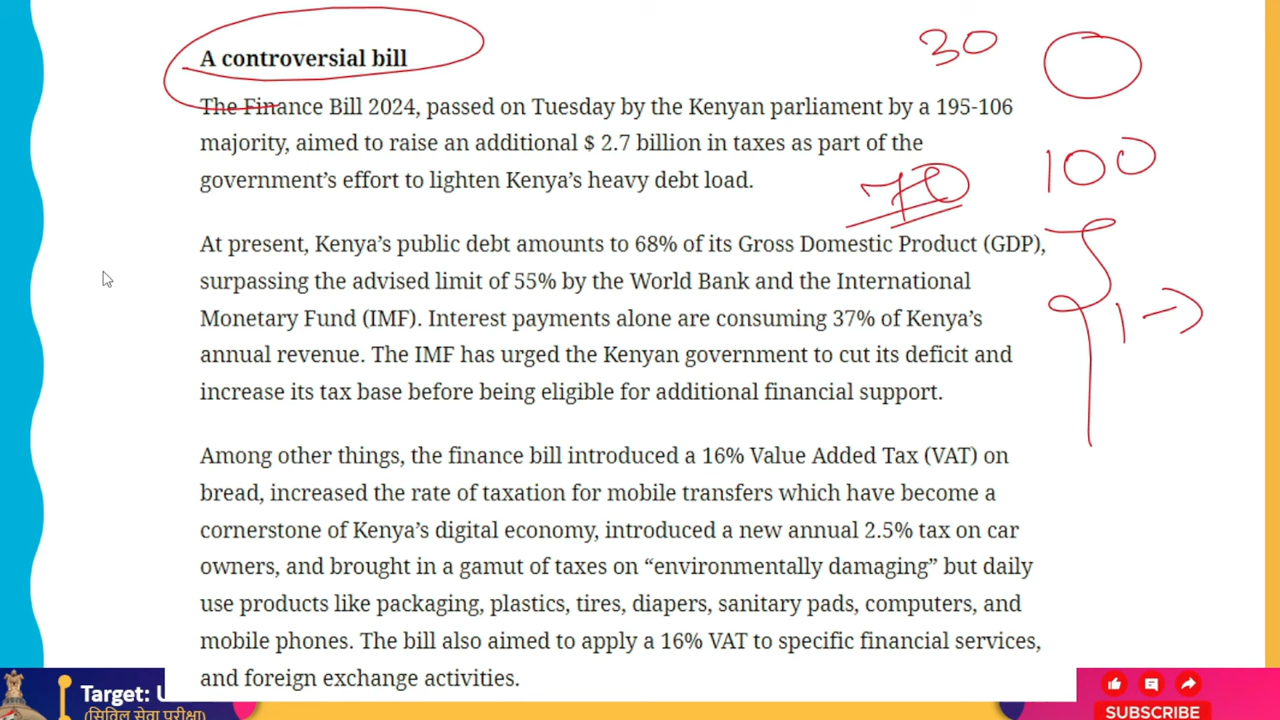 A controversial bill
30
The Finance Bill 2024, passed on Tuesday by the Kenyan parliament by a 195-106
majority, aimed to raise an additional $ 2.7 billion in taxes as part of the
100
government's effort to lighten Kenya's heavy debt load.
70
At present, Kenya's public debt amounts to 68% of its Gross Domestic Product (GDP),
surpassing the advised limit of 55% by the World Bank and the International
Monetary Fund (IMF). Interest payments alone are consuming 37% of Kenya's
annual revenue. The IMF has urged the Kenyan government to cut its deficit and
increase its tax base before being eligible for additional financial support.
Among other things, the finance bill introduced a 16% Value Added Tax (VAT) on
bread, increased the rate of taxation for mobile transfers which have become a
cornerstone of Kenya's digital economy, introduced a new annual 2.5% tax on car
owners, and brought in a gamut of taxes on “environmentally damaging” but daily
use products like packaging, plastics, tires, diapers, sanitary pads, computers, and
mobile phones. The bill also aimed to apply a 16% VAT to specific financial services,
and foreign exchange activities.
Target: U
(सिविल सेवा परीक्षा)
SUBSCRIBE